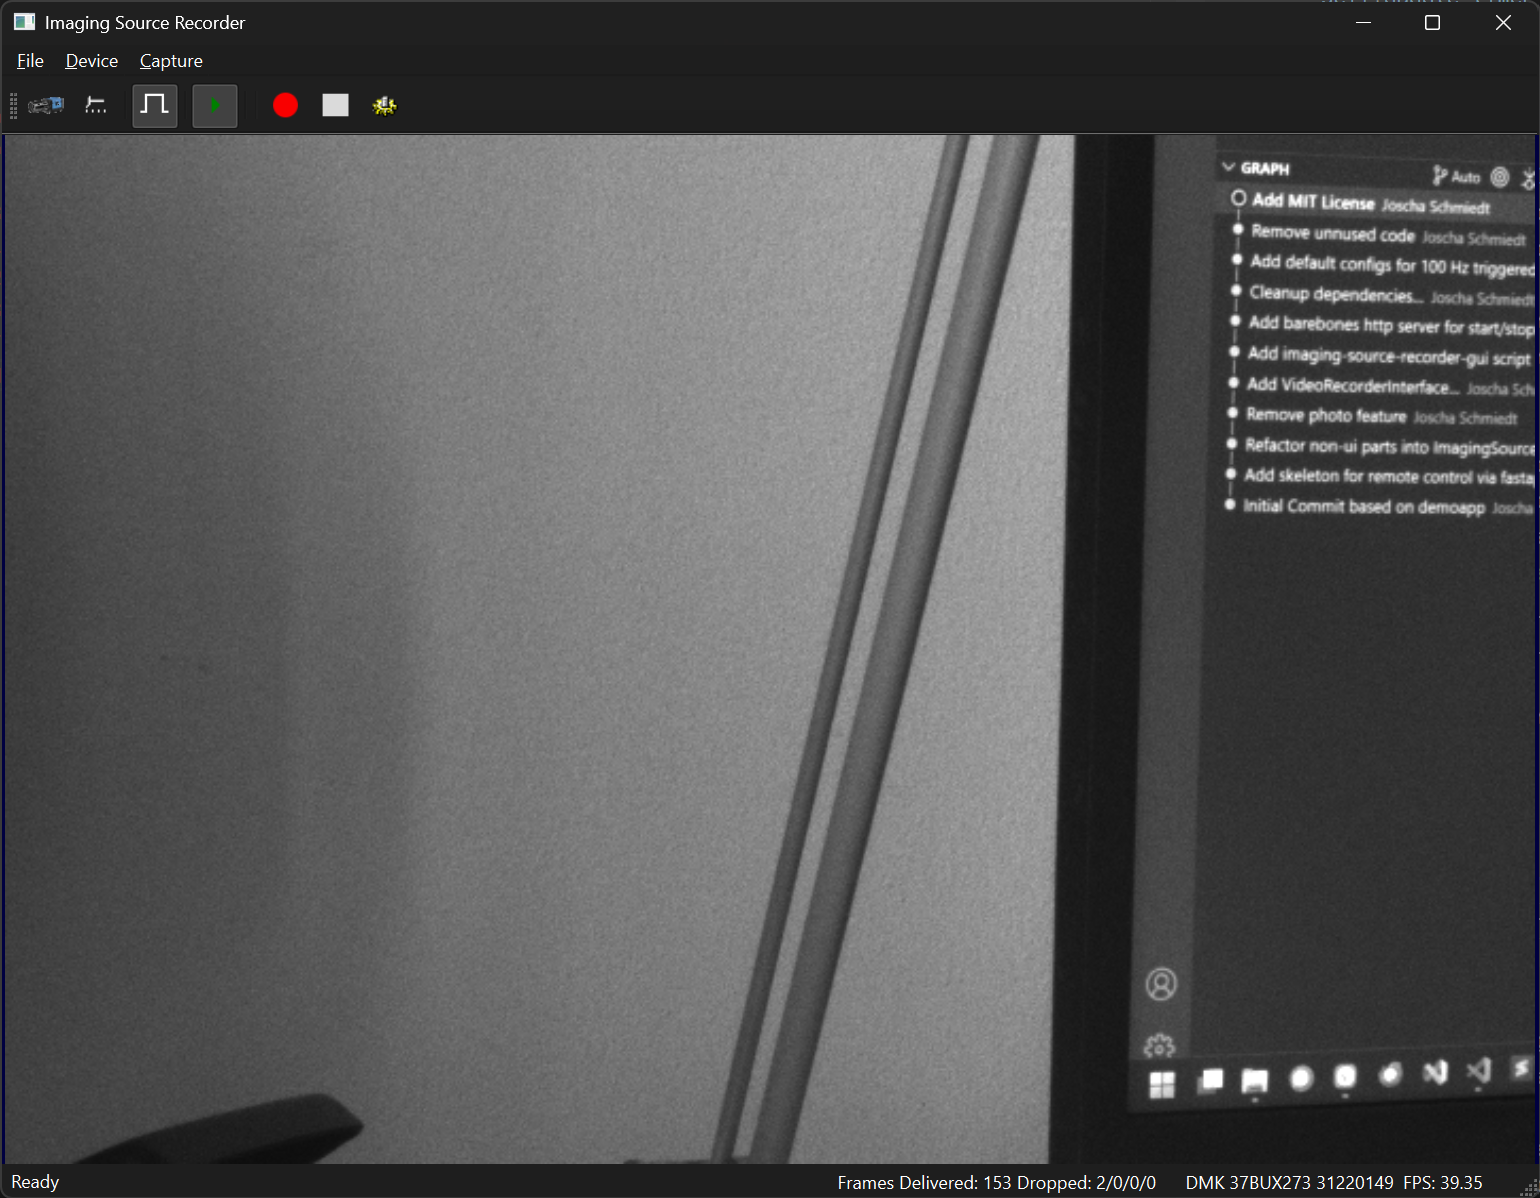 Imaging Source Recorder
File Device Capture
GRAPH Auto
Add MIT License Joscha Schmiedt
Remove unnused code Joscha Schmiedt
Add default configs for 100 Hz triggered
Cleanup dependencies... Joscha Schmiedt
Add barebones http server for start/stop
Add imaging-source-recorder-gui script
Add VideoRecorderInterface... Joscha Sch
Remove photo feature Joscha Schmiedt
Refactor non-ui parts into ImagingSource
Add skeleton for remote control via fasta
Initial Commit based on demoapp Joscha
Ready Frames Delivered: 153 Dropped: 2/0/0/0 DMK 37BUX273 31220149 FPS: 39.35